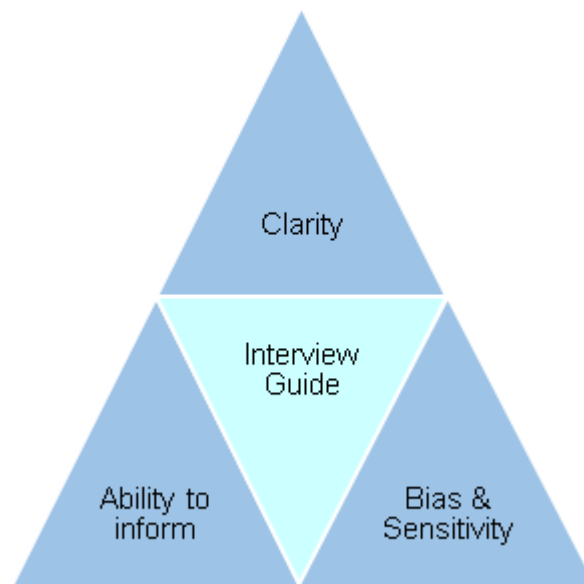 Clarity
Interview
Guide
Ability to
inform
Bias &
Sensitivity